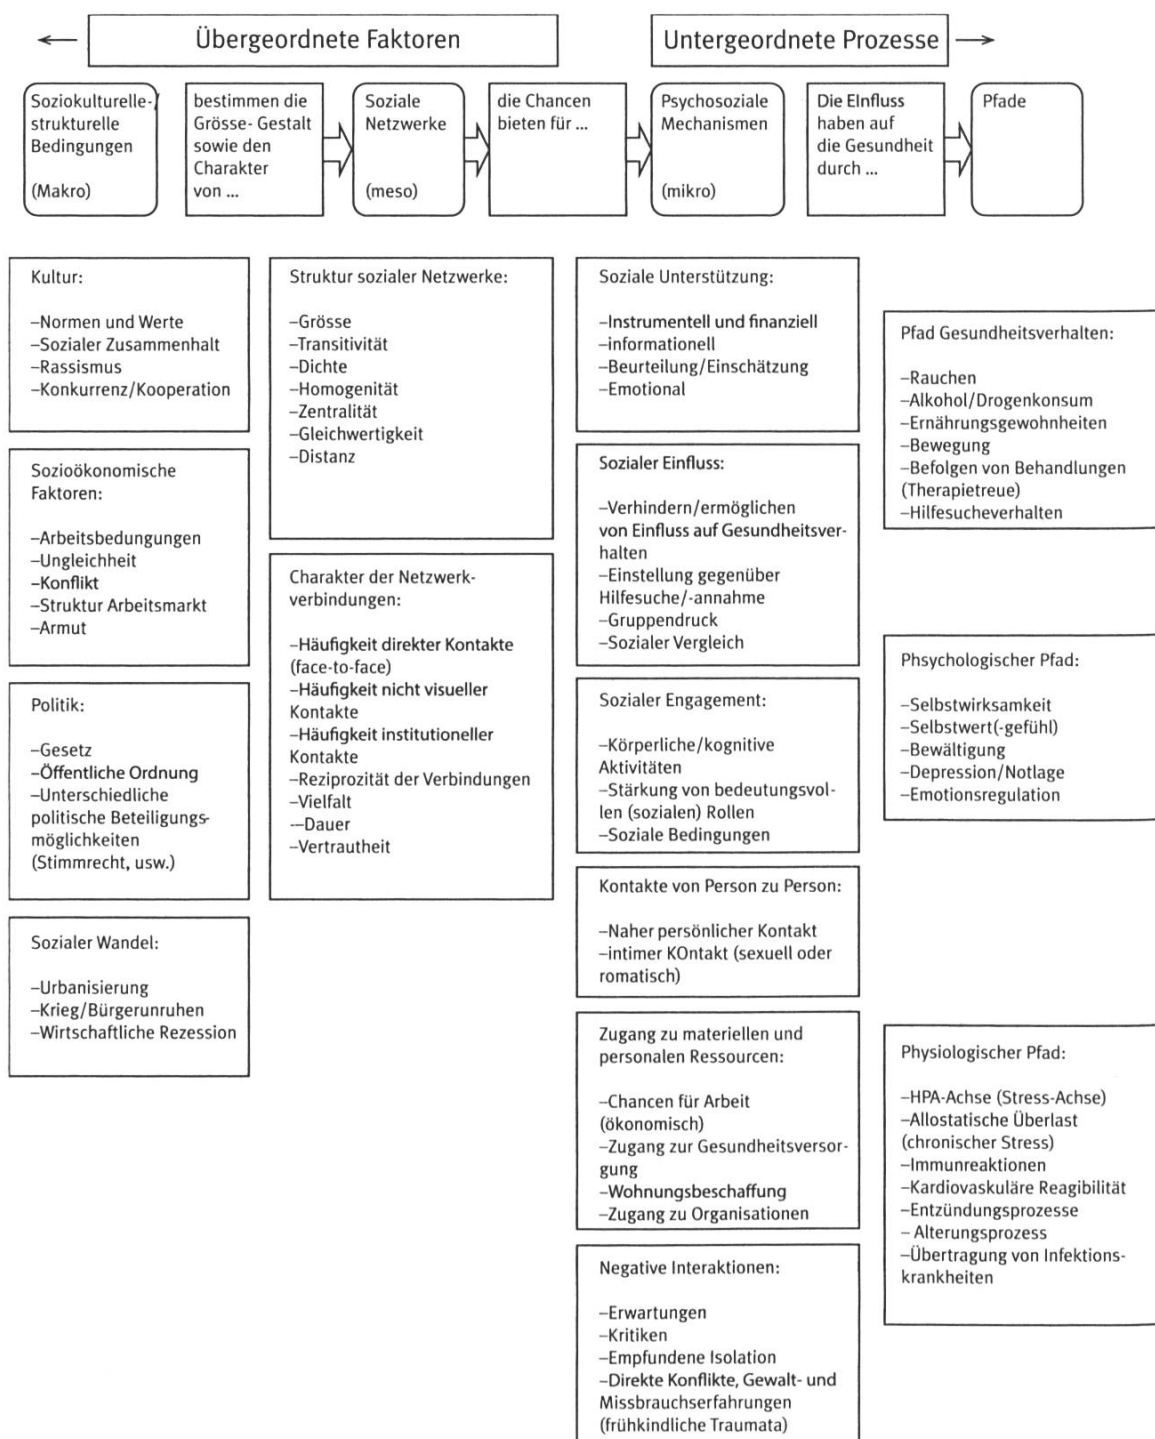 Übergeordnete Faktoren
Untergeordnete Prozesse
Soziokulturelle-/
strukturelle
Bedingungen
(Makro)
bestimmen die
Grösse- Gestalt
sowie den
Charakter
von ...
Soziale
Netzwerke
(meso)
die Chancen
bieten für ...
Psychosoziale
Mechanismen
(mikro)
Die EInfluss
haben auf
die Gesundheit
durch ...
Pfade
Kultur:
–Normen und Werte
–Sozialer Zusammenhalt
–Rassismus
–Konkurrenz/Kooperation
Sozioökonomische
Faktoren:
–Arbeitsbedungungen
–Ungleichheit
–Konflikt
–Struktur Arbeitsmarkt
–Armut
Politik:
–Gesetz
–Öffentliche Ordnung
–Unterschiedliche
politische Beteiligungs-
möglichkeiten
(Stimmrecht, usw.)
Sozialer Wandel:
–Urbanisierung
–Krieg/Bürgerunruhen
–Wirtschaftliche Rezession
Struktur sozialer Netzwerke:
–Grösse
–Transitivität
–Dichte
–Homogenität
–Zentralität
–Gleichwertigkeit
–Distanz
Charakter der Netzwerk-
verbindungen:
–Häufigkeit direkter Kontakte
(face-to-face)
–Häufigkeit nicht visueller
Kontakte
–Häufigkeit institutioneller
Kontakte
–Reziprozität der Verbindungen
–Vielfalt
-–Dauer
–Vertrautheit
Soziale Unterstützung:
–Instrumentell und finanziell
–informationell
–Beurteilung/Einschätzung
–Emotional
Sozialer Einfluss:
–Verhindern/ermöglichen
von Einfluss auf Gesundheitsver-
halten
–Einstellung gegenüber
Hilfesuche/-annahme
–Gruppendruck
–Sozialer Vergleich
Sozialer Engagement:
–Körperliche/kognitive
Aktivitäten
–Stärkung von bedeutungsvol-
len (sozialen) Rollen
–Soziale Bedingungen
Kontakte von Person zu Person:
–Naher persönlicher Kontakt
–intimer KOntakt (sexuell oder
romatisch)
Zugang zu materiellen und
personalen Ressourcen:
–Chancen für Arbeit
(ökonomisch)
–Zugang zur Gesundheitsversor-
gung
–Wohnungsbeschaffung
–Zugang zu Organisationen
Negative Interaktionen:
–Erwartungen
–Kritiken
–Empfundene Isolation
–Direkte Konflikte, Gewalt- und
Missbrauchserfahrungen
(frühkindliche Traumata)
Pfad Gesundheitsverhalten:
–Rauchen
–Alkohol/Drogenkonsum
–Ernährungsgewohnheiten
–Bewegung
–Befolgen von Behandlungen
(Therapietreue)
–Hilfesucheverhalten
Phsychologischer Pfad:
–Selbstwirksamkeit
–Selbstwert(-gefühl)
–Bewältigung
–Depression/Notlage
–Emotionsregulation
Physiologischer Pfad:
–HPA-Achse (Stress-Achse)
–Allostatische Überlast
(chronischer Stress)
–Immunreaktionen
–Kardiovaskuläre Reagibilität
–Entzündungsprozesse
– Alterungsprozess
–Übertragung von Infektions-
krankheiten